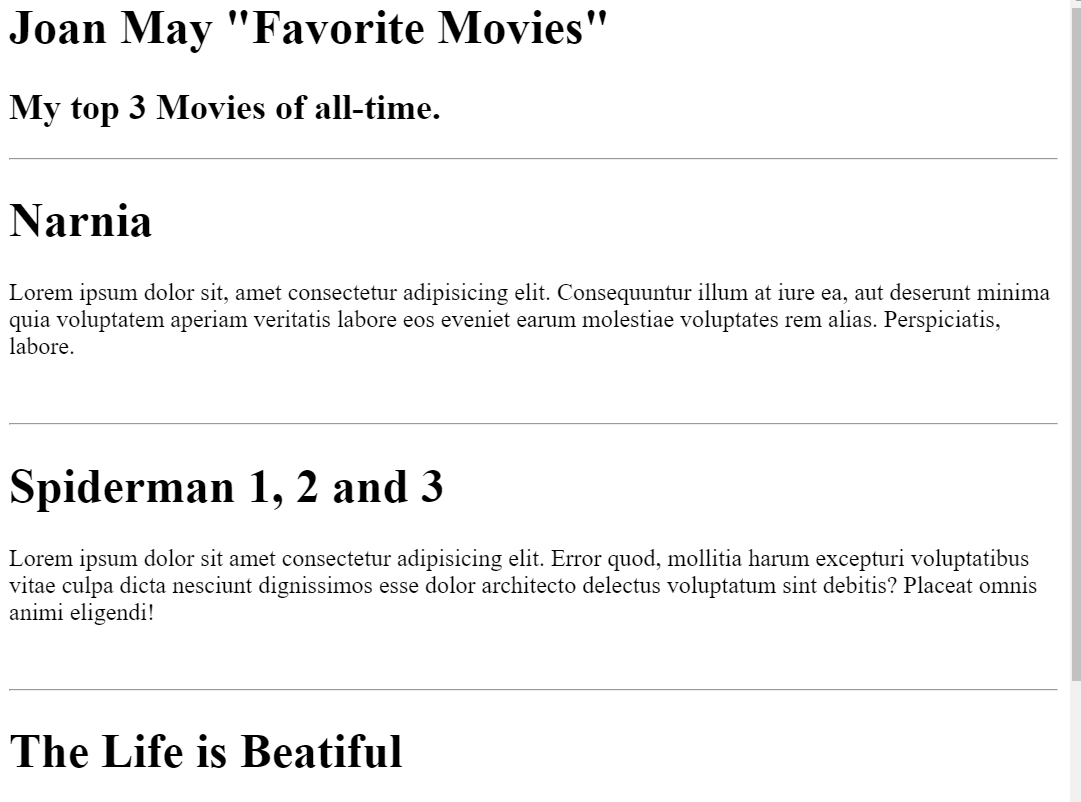 Joan May "Favorite Movies"
My top 3 Movies of all-time.
Narnia
Lorem ipsum dolor sit, amet consectetur adipisicing elit. Consequuntur illum at iure ea, aut deserunt minima
quia voluptatem aperiam veritatis labore eos eveniet earum molestiae voluptates rem alias. Perspiciatis,
labore.
Spiderman 1, 2 and 3
Lorem ipsum dolor sit amet consectetur adipisicing elit. Error quod, mollitia harum excepturi voluptatibus
vitae culpa dicta nesciunt dignissimos esse dolor architecto delectus voluptatum sint debitis? Placeat omnis
animi eligendi!
The Life is Beatiful